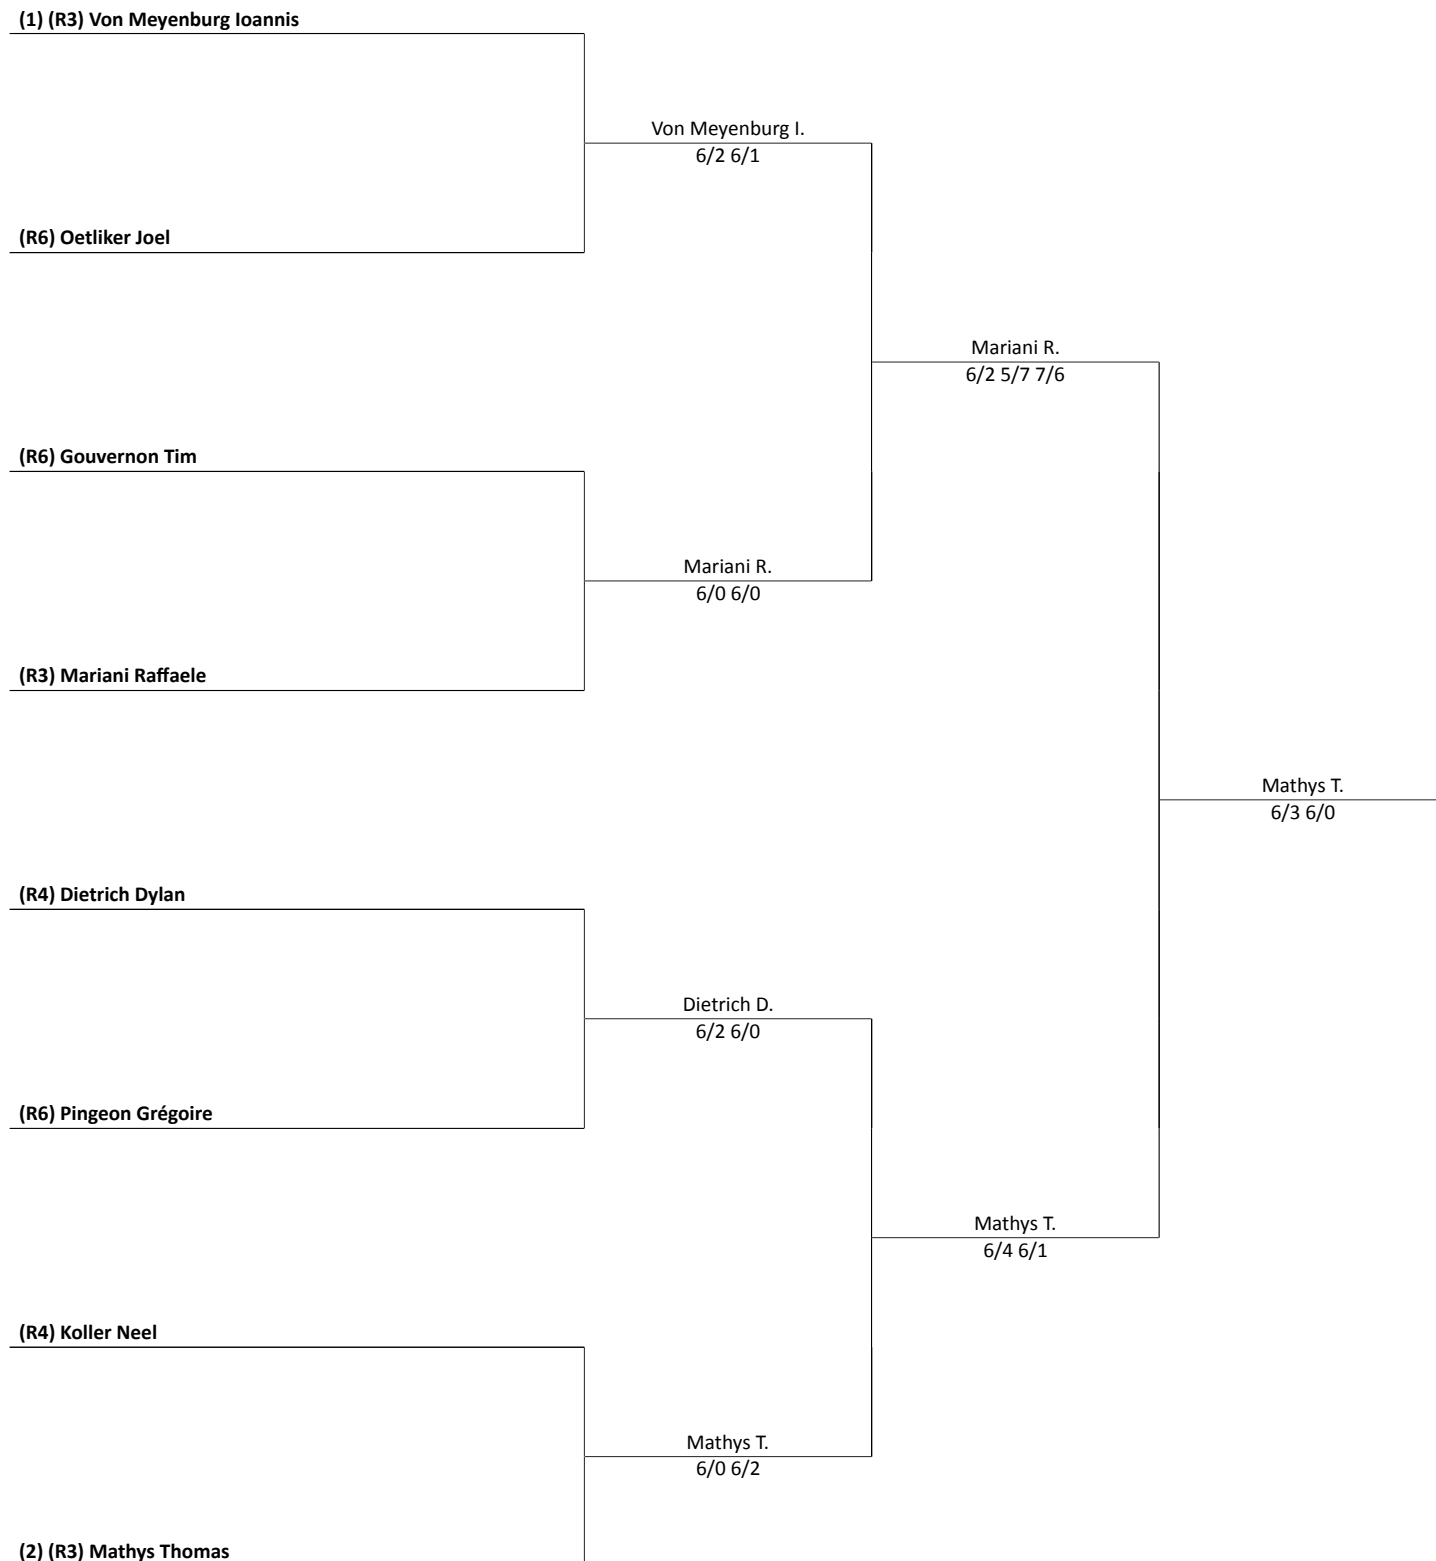 (1) (R3) Von Meyenburg Ioannis
Von Meyenburg I.
6/2 6/1
(R6) Oetliker Joel
Mariani R.
6/2 5/7 7/6
(R6) Gouvernon Tim
Mariani R.
6/0 6/0
(R3) Mariani Raffaele
Mathys T.
6/3 6/0
(R4) Dietrich Dylan
Dietrich D.
6/2 6/0
(R6) Pingeon Grégoire
Mathys T.
6/4 6/1
(R4) Koller Neel
Mathys T.
6/0 6/2
(2) (R3) Mathys Thomas